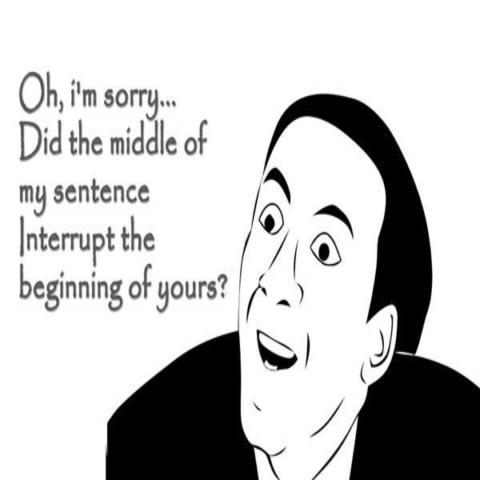 Oh, i'm sorry...
Did the middle of
my sentence
Interrupt the
beginning of yours?